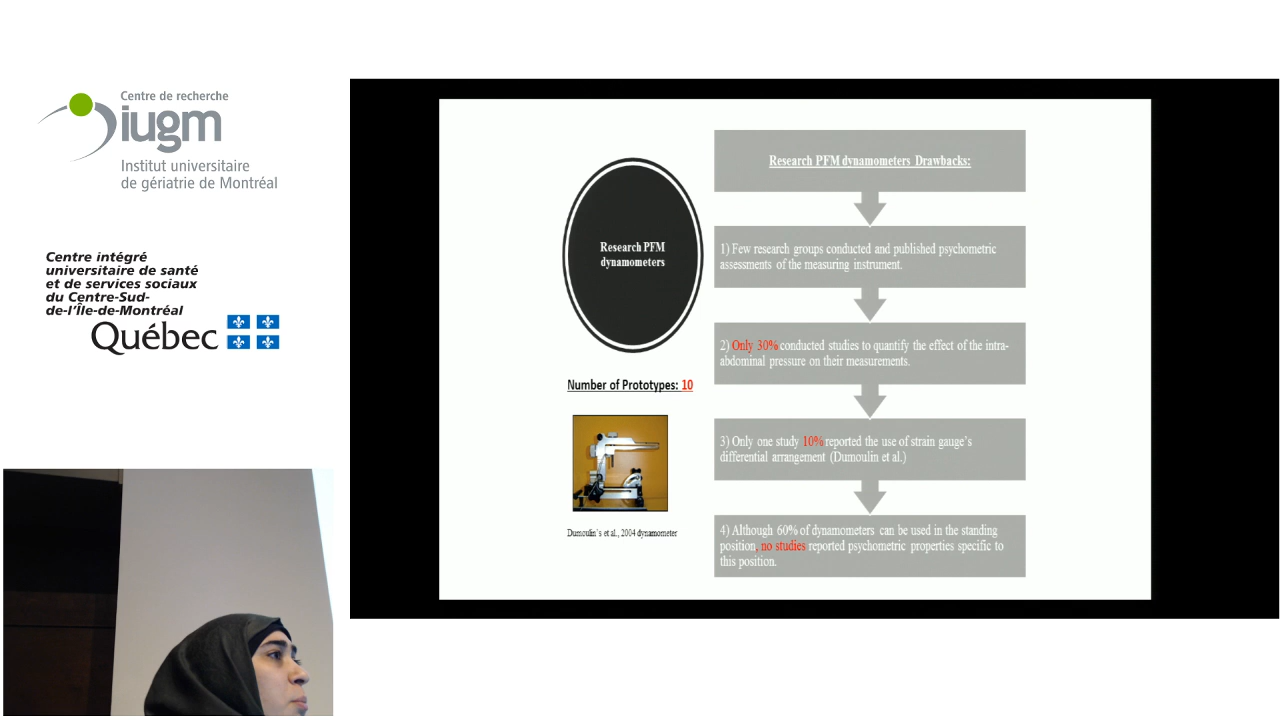 Centre de recherche
iugm
Institut universitaire
de gériatrie de Montréal
Centre intégré
universitaire de santé
et de services sociaux
du Centre-Sud-
de-l'Île-de-Montréal
Québec
Research PFM
dynamometers
Number of Prototypes: 10
Dumoulin's et al., 2004 dynamometer
Research PFM dynamometers Drawbacks:
1) Few research groups conducted and published psychometric
assessments of the measuring instrument.
2) Only 30% conducted studies to quantify the effect of the intra-
abdominal pressure on their measurements.
3) Only one study 10% reported the use of strain gauge's
differential arrangement (Dumoulin et al.)
4) Although 60% of dynamometers can be used in the standing
position, no studies reported psychometric properties specific to
this position.